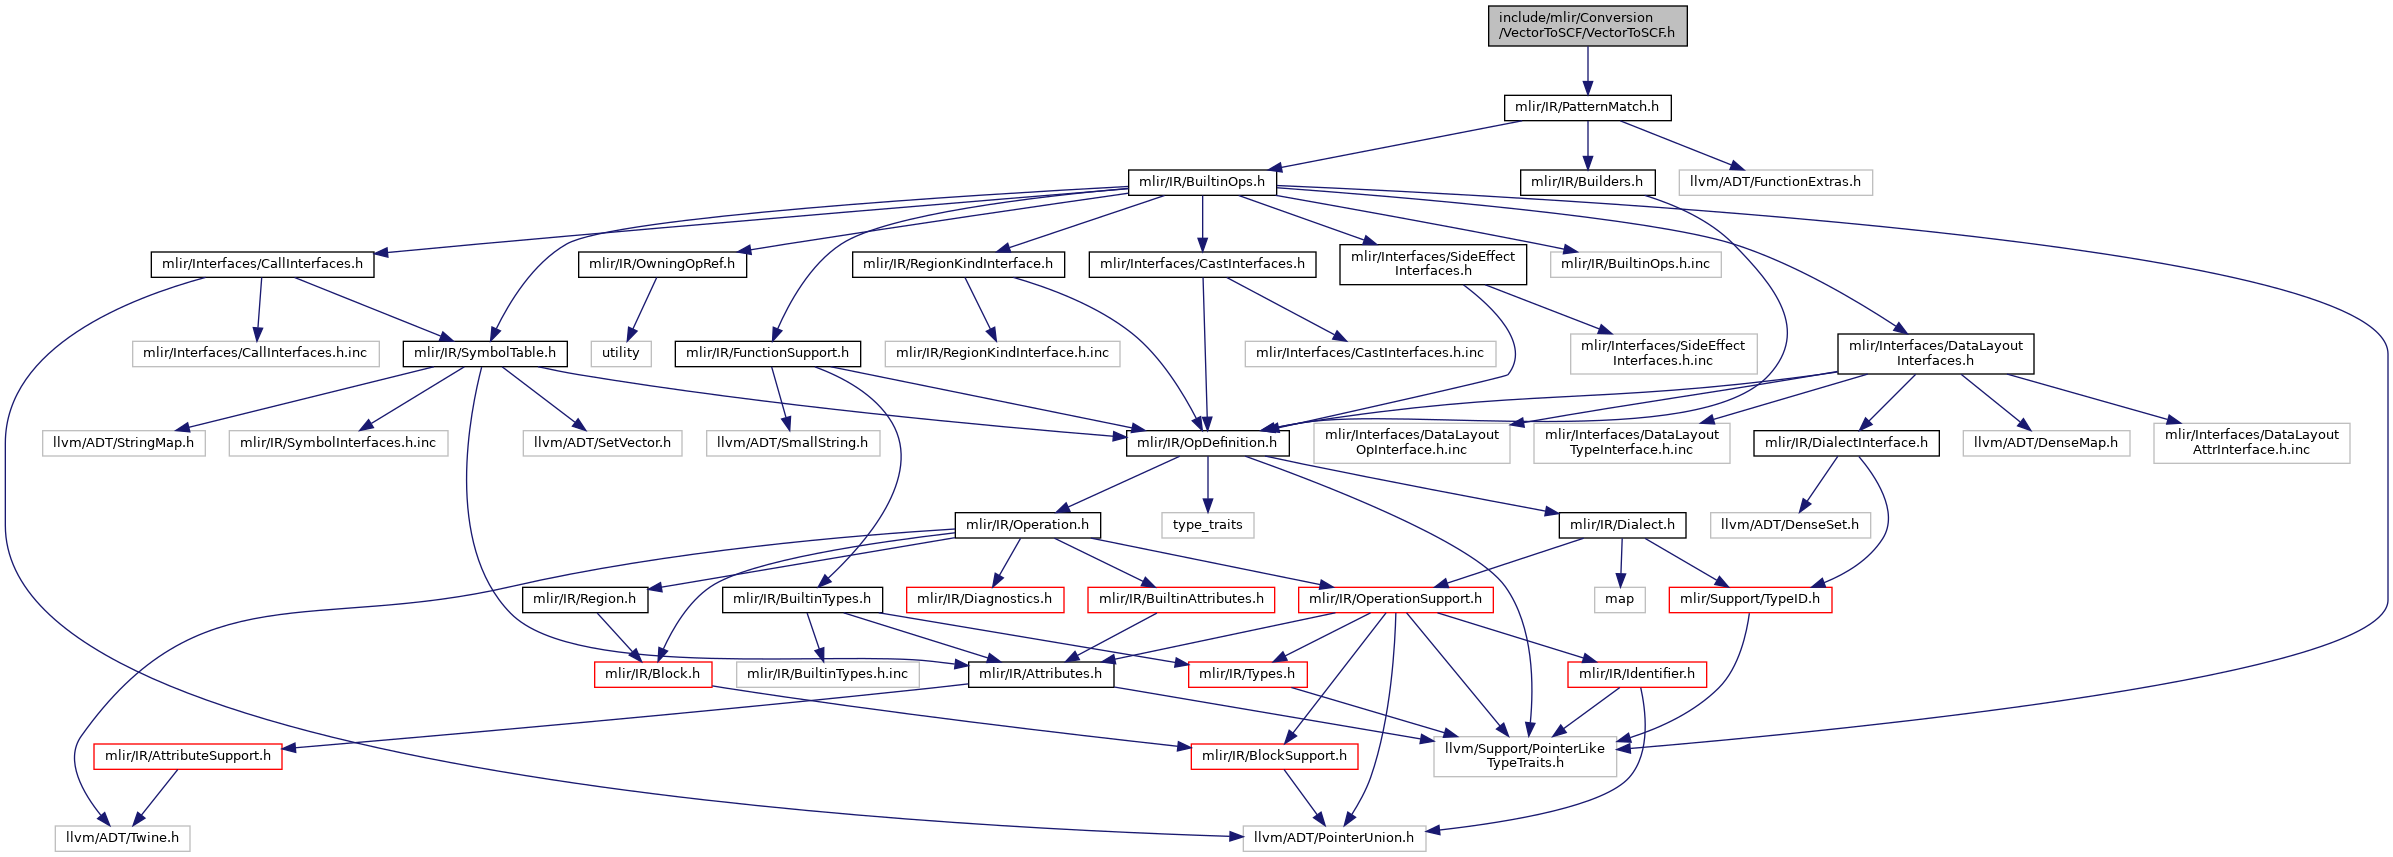 include/mlir/Conversion
/VectorToSCF/VectorToSCF.h
mlir/IR/PatternMatch.h
mlir/IR/BuiltinOps.h
mlir/IR/Builders.h
llvm/ADT/FunctionExtras.h
mlir/Interfaces/CallInterfaces.h
mlir/IR/OwningOpRef.h
mlir/IR/RegionKindInterface.h
mlir/Interfaces/CastInterfaces.h
mlir/Interfaces/SideEffect
Interfaces.h
mlir/IR/BuiltinOps.h.inc
mlir/Interfaces/CallInterfaces.h.inc
mlir/IR/SymbolTable.h
utility
mlir/IR/FunctionSupport.h
mlir/IR/RegionKindInterface.h.inc
mlir/Interfaces/CastInterfaces.h.inc
mlir/Interfaces/SideEffect
Interfaces.h.inc
mlir/Interfaces/DataLayout
Interfaces.h
llvm/ADT/StringMap.h
mlir/IR/SymbolInterfaces.h.inc
llvm/ADT/SetVector.h
llvm/ADT/SmallString.h
mlir/IR/OpDefinition.h
mlir/Interfaces/DataLayout
OpInterface.h.inc
mlir/Interfaces/DataLayout
TypeInterface.h.inc
mlir/IR/DialectInterface.h
llvm/ADT/DenseMap.h
mlir/Interfaces/DataLayout
AttrInterface.h.inc
mlir/IR/Operation.h
type_traits
mlir/IR/Dialect.h
llvm/ADT/DenseSet.h
mlir/IR/Region.h
mlir/IR/BuiltinTypes.h
mlir/IR/Diagnostics.h
mlir/IR/BuiltinAttributes.h
mlir/IR/OperationSupport.h
map
mlir/Support/TypeID.h
mlir/IR/Block.h
mlir/IR/BuiltinTypes.h.inc
mlir/IR/Attributes.h
mlir/IR/Types.h
mlir/IR/Identifier.h
mlir/IR/AttributeSupport.h
mlir/IR/BlockSupport.h
llvm/Support/PointerLike
TypeTraits.h
llvm/ADT/Twine.h
llvm/ADT/PointerUnion.h